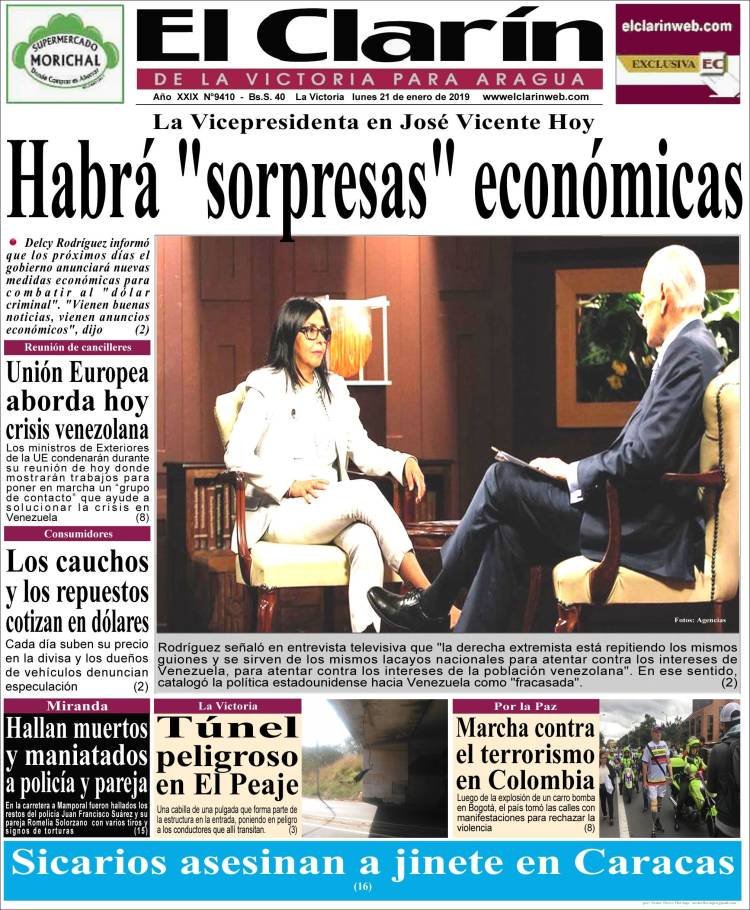 SUPERMERCADO
MORICHAL
Donde Comprar es Ahorrar
El Clarín
DE LA VICTORIA PARA ARAGUA
elclarinweb.com
EXCLUSIVA EC
Año XXIX N°9410 - Bs.S. 40 La Victoria lunes 21 de enero de 2019 wwwelclarinweb.com
La Vicepresidenta en José Vicente Hoy
Habrá "sorpresas" económicas
Delcy Rodríguez informó
que los próximos días el
gobierno anunciará nuevas
medidas económicas para
combatir al "dólar
criminal". "Vienen buenas
noticias, vienen anuncios
económicos", dijo (2)
Reunión de cancilleres
Unión Europea
aborda hoy
crisis venezolana
Los ministros de Exteriores
de la UE condenarán durante
su reunión de hoy donde
mostrarán trabajos para
poner en marcha un "grupo
de contacto" que ayude a
solucionar la crisis en
Venezuela (8)
Consumidores
Los cauchos
y los repuestos
cotizan en dólares
Cada día suben su precio
en la divisa y los dueños
de vehículos denuncian
especulación (2)
Fotos: Agencias
Rodríguez señaló en entrevista televisiva que "la derecha extremista está repitiendo los mismos
guiones y se sirven de los mismos lacayos nacionales para atentar contra los intereses de
Venezuela, para atentar contra los intereses de la población venezolana". En ese sentido,
catalogó la política estadounidense hacia Venezuela como "fracasada". (2)
Miranda
Hallan muertos
y maniatados
a policía y pareja
En la carretera a Mamporal fueron hallados los
restos del policía Juan Francisco Suárez y su
pareja Romelia Solorzano con varios tiros y
signos de torturas (15)
La Victoria
Túnel
peligroso
en El Peaje
Una cabilla de una pulgada que forma parte de
la estructura en la entrada, poniendo en peligro
a los conductores que allí transitan. (3)
Por la Paz
Marcha contra
el terrorismo
en Colombia
Luego de la explosión de un carro bomba
en Bogotá, el país tomó las calles con
manifestaciones para rechazar la
violencia (8)
Sicarios asesinan a jinete en Caracas
(16)